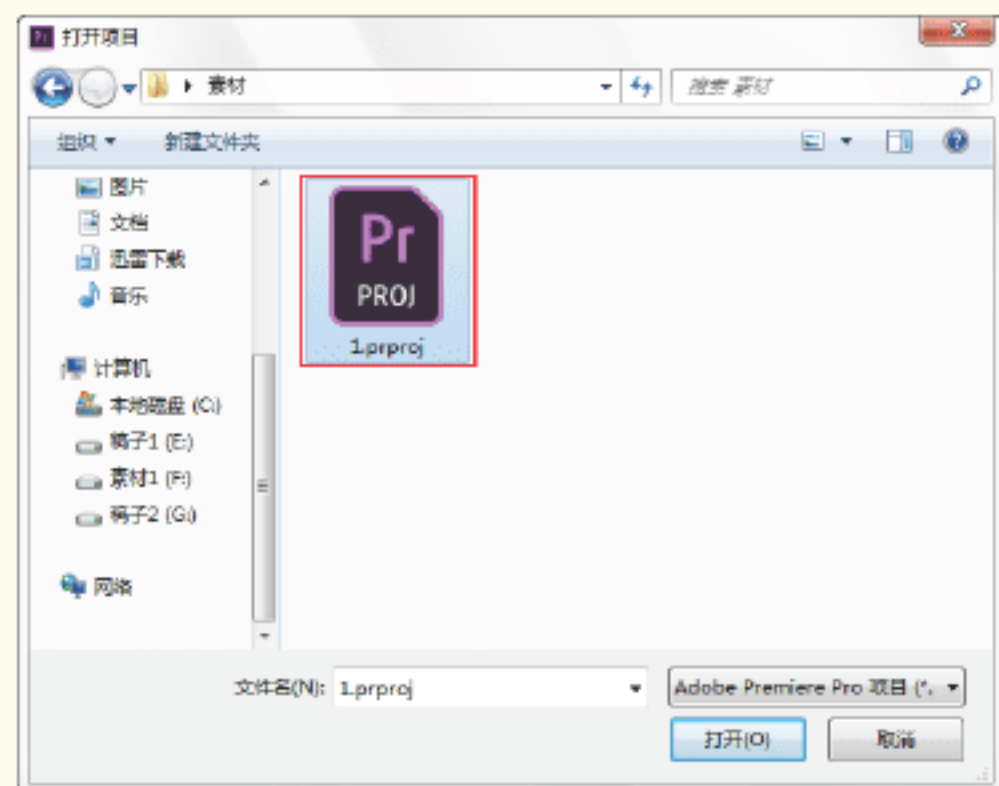 打开项目
素材
搜索 素材
组织
新建文件夹
图片
文档
迅雷下载
音乐
计算机
本地磁盘 (C:)
稿子1 (E:)
素材1 (F:)
稿子2 (G:)
网络
Pr
PROJ
1.prproj
文件名(N): 1.prproj
Adobe Premiere Pro 项目 (*.
打开(O)
取消